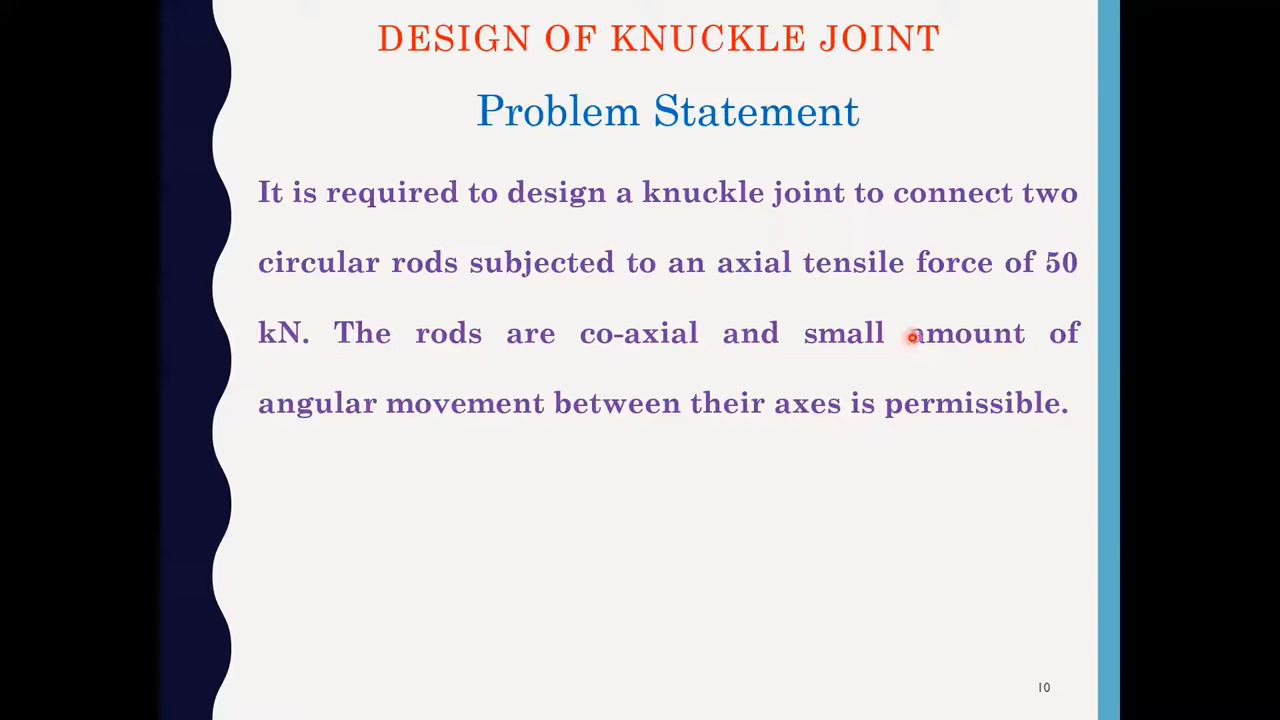 DESIGN OF KNUCKLE JOINT
Problem Statement
It is required to design a knuckle joint to connect two
circular rods subjected to an axial tensile force of 50
kN. The rods are co-axial and small amount of
angular movement between their axes is permissible.
10